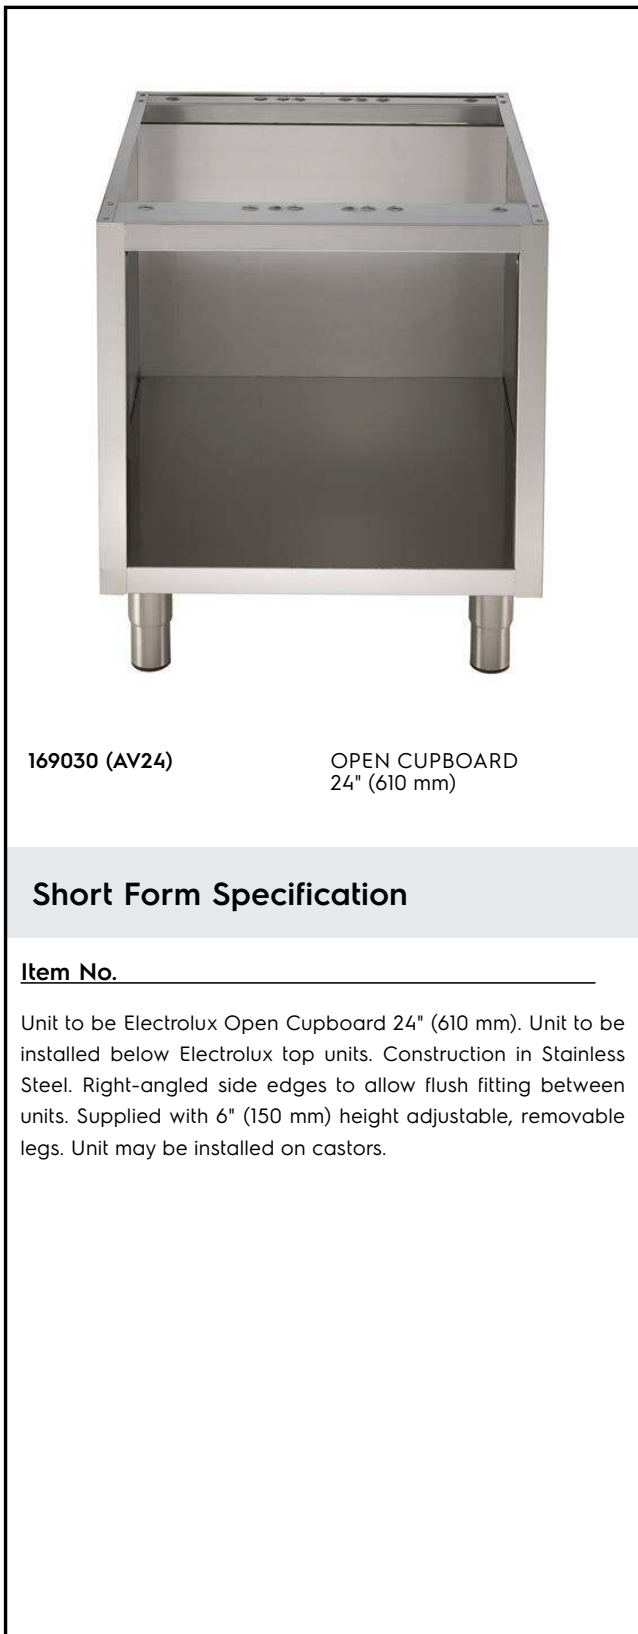 169030 (AV24)
OPEN CUPBOARD
24" (610 mm)
Short Form Specification
Item No.
Unit to be Electrolux Open Cupboard 24" (610 mm). Unit to be
installed below Electrolux top units. Construction in Stainless
Steel. Right-angled side edges to allow flush fitting between
units. Supplied with 6" (150 mm) height adjustable, removable
legs. Unit may be installed on castors.